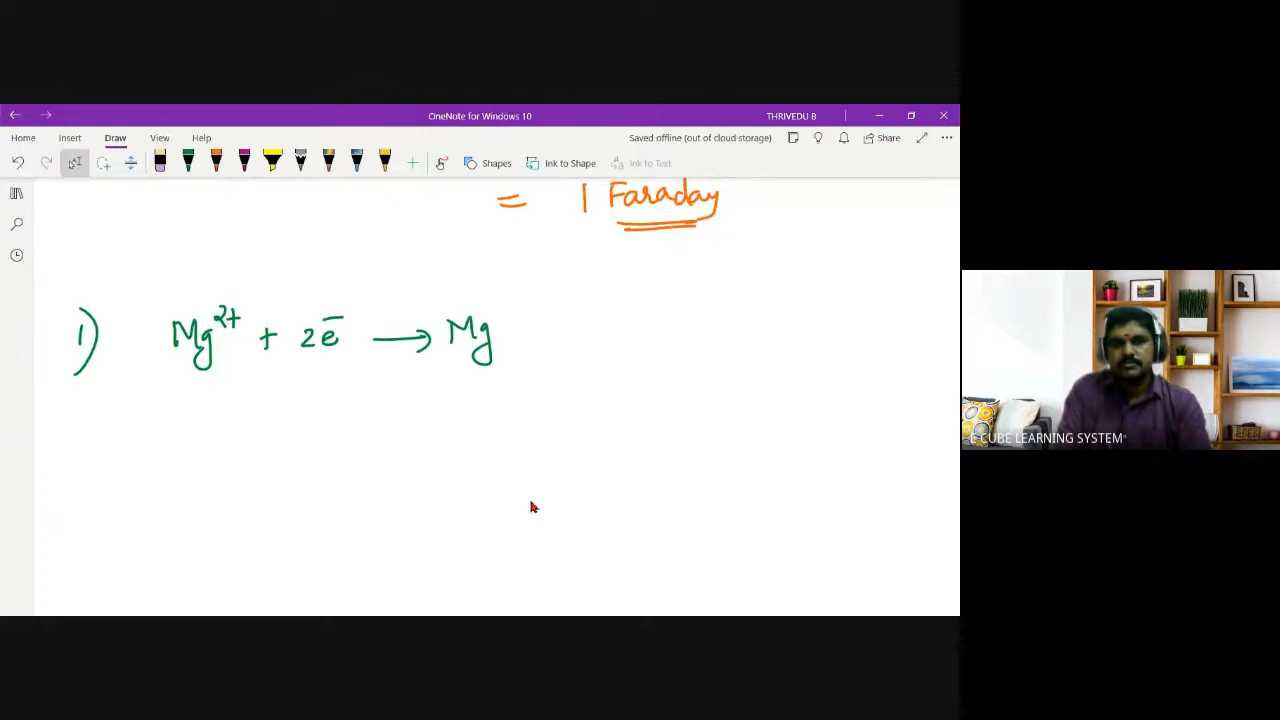 OneNote for Windows 10
THRIVEDU B
Home Insert Draw View Help
Saved offline (out of cloud storage)
Share
Shapes
Ink to Shape
Ink to Text
= 1 Faraday
1) Mg²⁺ + 2e⁻ → Mg
E CUBE LEARNING SYSTEM